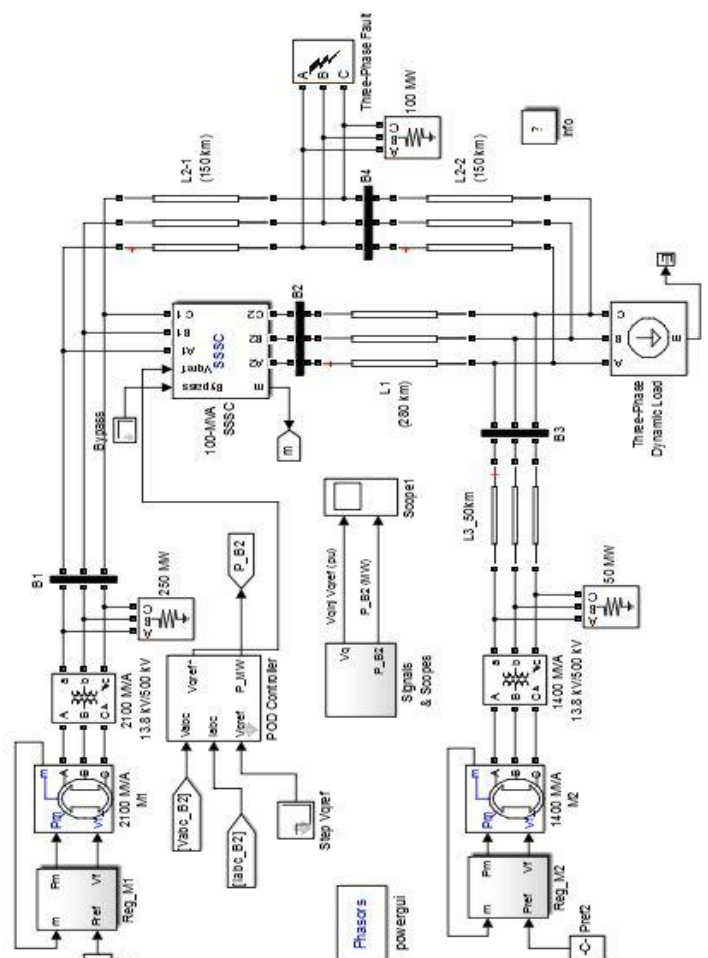 m
Pref
Pm
Vf
Reg_M1
m
Pm
Vf
A
B
C
2100 MVA
M1
A
B
C
a
b
c
2100 MVA
13.8 kV/500 kV
B1
A
B
C
250 MW
Bypass
Bypass
Vqref
A1
B1
C1
SSSC
m
A2
B2
C2
100-MVA
SSSC
m
B2
L2-1
(150 km)
A
B
C
Three-Phase Fault
A
B
C
100 MW
B4
L2-2
(150 km)
?
Info
[Vabc_B2]
[Iabc_B2]
Step Vqref
Vabc
Iabc
Vqref
Vqref*
P_MW
POD Controller
P_B2
Vq
P_B2
Signals
& Scopes
Vqinj Vqref (pu)
P_B2 (MW)
Scope1
L1
(280 km)
Phasors
powergui
-C-
Pref2
m
Pref
Pm
Vf
Reg_M2
m
Pm
Vf
A
B
C
1400 MVA
M2
A
B
C
a
b
c
1400 MVA
13.8 kV/500 kV
A
B
C
50 MW
L3_50km
B3
A
B
C
m
Three-Phase
Dynamic Load